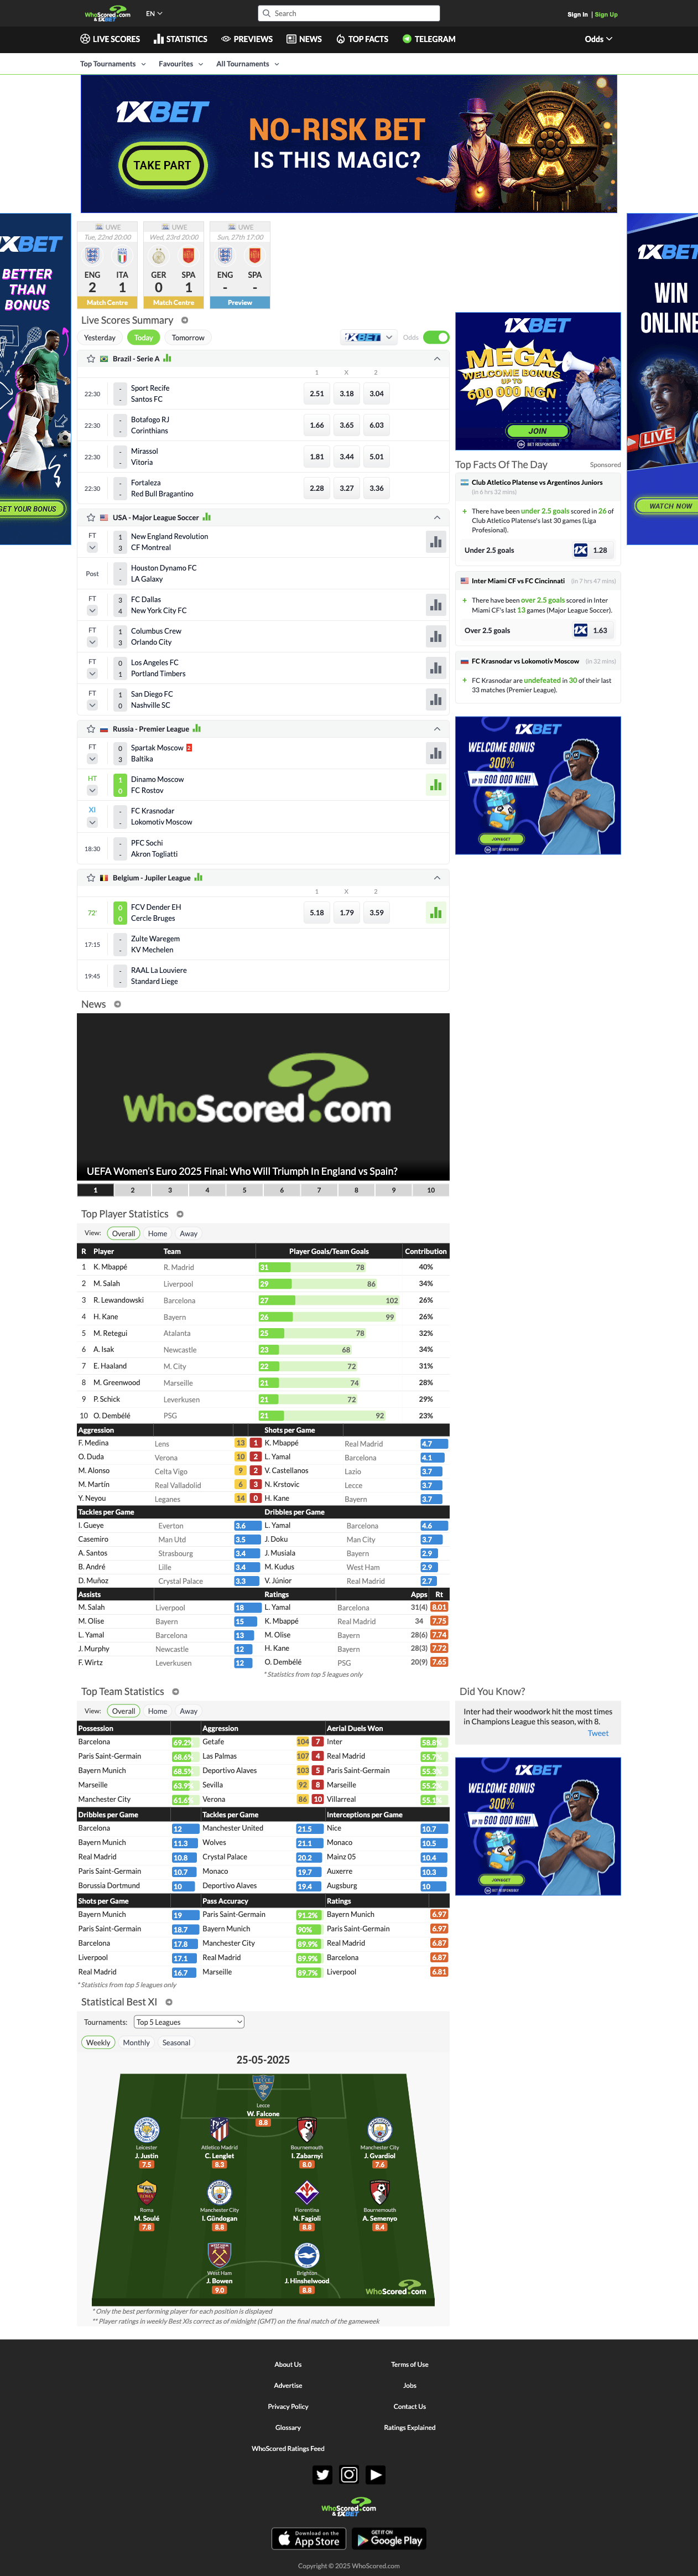 WhoScored.com
& 1XBET
EN
Search
Sign In | Sign Up
LIVE SCORES STATISTICS PREVIEWS NEWS TOP FACTS TELEGRAM Odds
Top Tournaments Favourites All Tournaments
1XBET
TAKE PART
NO-RISK BET
IS THIS MAGIC?
UWE UWE UWE
Tue, 22nd 20:00 Wed, 23rd 20:00 Sun, 27th 17:00
ENG ITA GER SPA ENG SPA
2 1 0 1 - -
Match Centre Match Centre Preview
XBET
BETTER
THAN
BONUS
GET YOUR BONUS
1XBET
WIN
ONLINE
LIVE
WATCH NOW
Live Scores Summary
Yesterday Today Tomorrow 1XBET Odds
Brazil - Serie A
1 X 2
22:30 - Sport Recife 2.51 3.18 3.04
- Santos FC
22:30 - Botafogo RJ 1.66 3.65 6.03
- Corinthians
22:30 - Mirassol 1.81 3.44 5.01
- Vitoria
22:30 - Fortaleza 2.28 3.27 3.36
- Red Bull Bragantino
USA - Major League Soccer
FT 1 New England Revolution
3 CF Montreal
Post - Houston Dynamo FC
- LA Galaxy
FT 3 FC Dallas
4 New York City FC
FT 1 Columbus Crew
3 Orlando City
FT 0 Los Angeles FC
1 Portland Timbers
FT 1 San Diego FC
0 Nashville SC
Russia - Premier League
FT 0 Spartak Moscow 2
3 Baltika
HT 1 Dinamo Moscow
0 FC Rostov
XI - FC Krasnodar
- Lokomotiv Moscow
18:30 - PFC Sochi
- Akron Togliatti
Belgium - Jupiler League
1 X 2
72' 0 FCV Dender EH 5.18 1.79 3.59
0 Cercle Bruges
17:15 - Zulte Waregem
- KV Mechelen
19:45 - RAAL La Louviere
- Standard Liege
1XBET
MEGA
WELCOME BONUS
UP TO
600 000 NGN
JOIN
BET RESPONSIBLY
Top Facts Of The Day Sponsored
Club Atletico Platense vs Argentinos Juniors
(in 6 hrs 32 mins)
+ There have been under 2.5 goals scored in 26 of
Club Atletico Platense's last 30 games (Liga
Profesional).
Under 2.5 goals 1X 1.28
Inter Miami CF vs FC Cincinnati (in 7 hrs 47 mins)
+ There have been over 2.5 goals scored in Inter
Miami CF's last 13 games (Major League Soccer).
Over 2.5 goals 1X 1.63
FC Krasnodar vs Lokomotiv Moscow (in 32 mins)
+ FC Krasnodar are undefeated in 30 of their last
33 matches (Premier League).
1XBET
WELCOME BONUS
300%
UP TO 600 000 NGN!
JOIN NOW
BET RESPONSIBLY
News
WhoScored.com
UEFA Women's Euro 2025 Final: Who Will Triumph In England vs Spain?
1 2 3 4 5 6 7 8 9 10
Top Player Statistics
View: Overall Home Away
R Player Team Player Goals/Team Goals Contribution
1 K. Mbappé R. Madrid 31 78 40%
2 M. Salah Liverpool 29 86 34%
3 R. Lewandowski Barcelona 27 102 26%
4 H. Kane Bayern 26 99 26%
5 M. Retegui Atalanta 25 78 32%
6 A. Isak Newcastle 23 68 34%
7 E. Haaland M. City 22 72 31%
8 M. Greenwood Marseille 21 74 28%
9 P. Schick Leverkusen 21 72 29%
10 O. Dembélé PSG 21 92 23%
Aggression Shots per Game
F. Medina Lens 13 1 K. Mbappé Real Madrid 4.7
O. Duda Verona 10 2 L. Yamal Barcelona 4.1
M. Alonso Celta Vigo 9 2 V. Castellanos Lazio 3.7
M. Martín Real Valladolid 6 3 N. Krstovic Lecce 3.7
Y. Neyou Leganes 14 0 H. Kane Bayern 3.7
Tackles per Game Dribbles per Game
I. Gueye Everton 3.6 L. Yamal Barcelona 4.6
Casemiro Man Utd 3.5 J. Doku Man City 3.7
A. Santos Strasbourg 3.4 J. Musiala Bayern 2.9
B. André Lille 3.4 M. Kudus West Ham 2.9
D. Muñoz Crystal Palace 3.3 V. Júnior Real Madrid 2.7
Assists Ratings Apps Rt
M. Salah Liverpool 18 L. Yamal Barcelona 31(4) 8.01
M. Olise Bayern 15 K. Mbappé Real Madrid 34 7.75
L. Yamal Barcelona 13 M. Olise Bayern 28(6) 7.74
J. Murphy Newcastle 12 H. Kane Bayern 28(3) 7.72
F. Wirtz Leverkusen 12 O. Dembélé PSG 20(9) 7.65
* Statistics from top 5 leagues only
Top Team Statistics
View: Overall Home Away
Possession Aggression Aerial Duels Won
Barcelona 69.2% Getafe 104 7 Inter 58.8%
Paris Saint-Germain 68.6% Las Palmas 107 4 Real Madrid 55.7%
Bayern Munich 68.5% Deportivo Alaves 103 5 Paris Saint-Germain 55.3%
Marseille 63.9% Sevilla 92 8 Marseille 55.2%
Manchester City 61.6% Verona 86 10 Villarreal 55.1%
Dribbles per Game Tackles per Game Interceptions per Game
Barcelona 12 Manchester United 21.5 Nice 10.7
Bayern Munich 11.3 Wolves 21.1 Monaco 10.5
Real Madrid 10.8 Crystal Palace 20.2 Mainz 05 10.4
Paris Saint-Germain 10.7 Monaco 19.7 Auxerre 10.3
Borussia Dortmund 10 Deportivo Alaves 19.4 Augsburg 10
Shots per Game Pass Accuracy Ratings
Bayern Munich 19 Paris Saint-Germain 91.2% Bayern Munich 6.97
Paris Saint-Germain 18.7 Bayern Munich 90% Paris Saint-Germain 6.97
Barcelona 17.8 Manchester City 89.9% Real Madrid 6.87
Liverpool 17.1 Real Madrid 89.9% Barcelona 6.87
Real Madrid 16.7 Marseille 89.7% Liverpool 6.81
* Statistics from top 5 leagues only
Did You Know?
Inter had their woodwork hit the most times
in Champions League this season, with 8.
Tweet
1XBET
WELCOME BONUS
300%
UP TO 600 000 NGN!
JOIN NOW
BET RESPONSIBLY
Statistical Best XI
Tournaments: Top 5 Leagues
Weekly Monthly Seasonal
25-05-2025
Lecce
W. Falcone
8.8
Leicester Atletico Madrid Bournemouth Manchester City
J. Justin C. Lenglet I. Zabarnyi J. Gvardiol
7.5 8.3 8.0 7.6
Roma Manchester City Fiorentina Bournemouth
M. Soulé I. Gündogan N. Fagioli A. Semenyo
7.8 8.8 8.8 8.4
West Ham Brighton
J. Bowen J. Hinshelwood
9.0 8.8
WhoScored.com
* Only the best performing player for each position is displayed
** Player ratings in weekly Best XIs correct as of midnight (GMT) on the final match of the gameweek
About Us Terms of Use
Advertise Jobs
Privacy Policy Contact Us
Glossary Ratings Explained
WhoScored Ratings Feed
WhoScored.com
& 1XBET
Download on the App Store
GET IT ON Google Play
Copyright © 2025 WhoScored.com